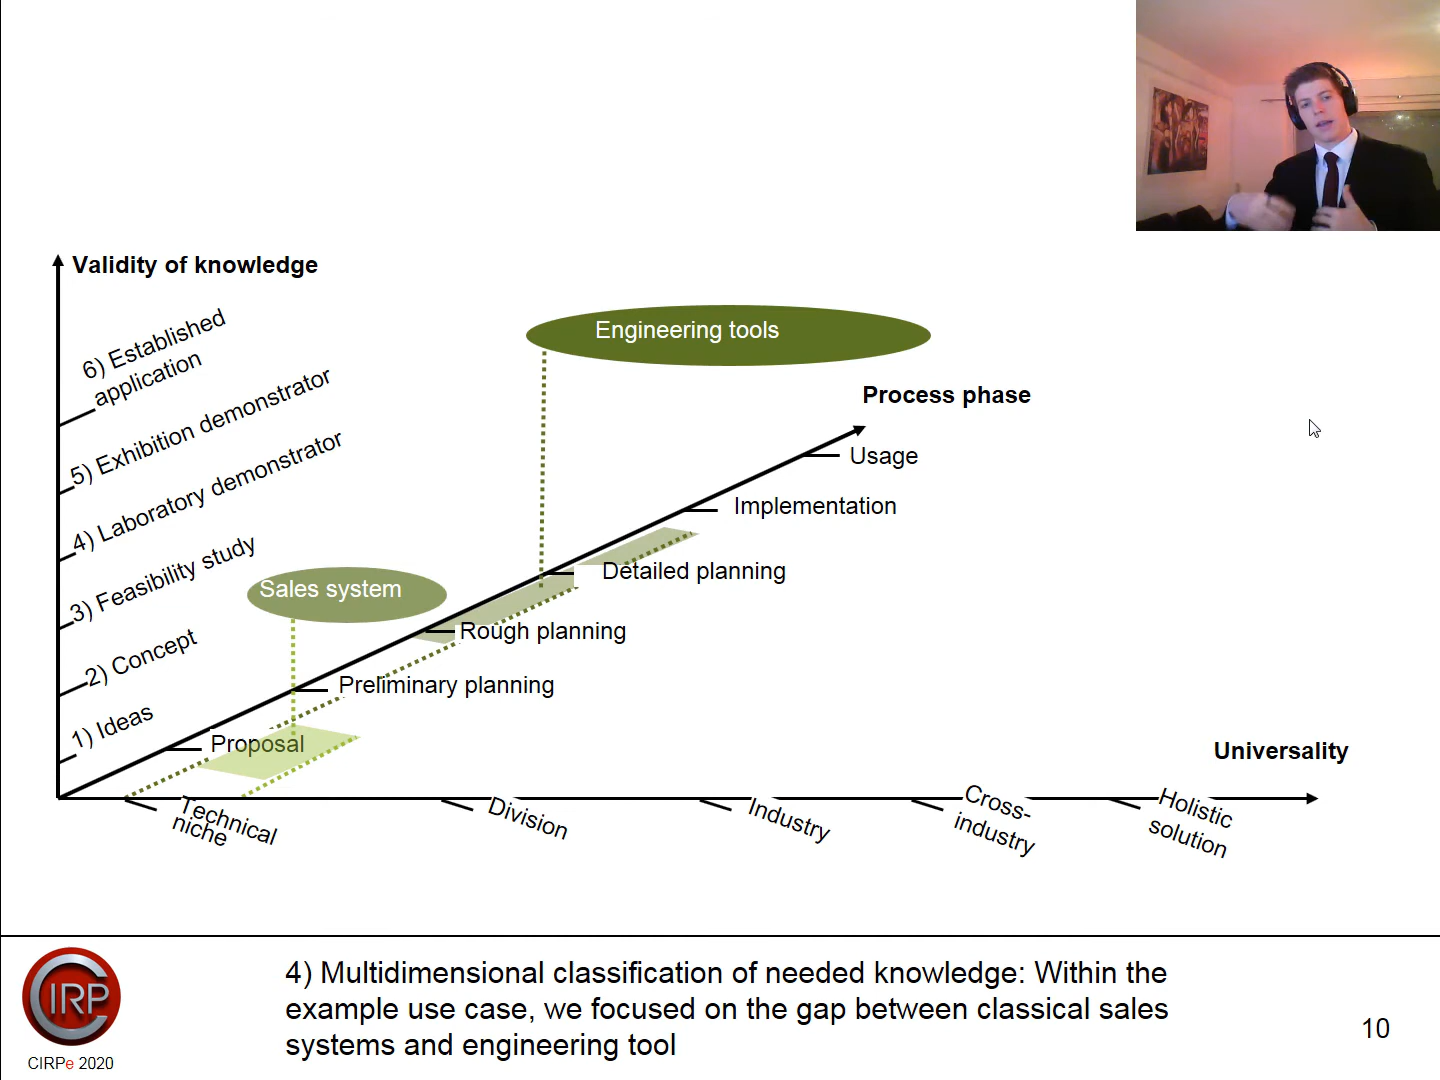 Validity of knowledge
6) Established
application
5) Exhibition demonstrator
4) Laboratory demonstrator
3) Feasibility study
2) Concept
1) Ideas
Engineering tools
Sales system
Process phase
Usage
Implementation
Detailed planning
Rough planning
Preliminary planning
Proposal
Universality
Technical
niche
Division
Industry
Cross-
industry
Holistic
solution
CIRP
CIRPe 2020
4) Multidimensional classification of needed knowledge: Within the
example use case, we focused on the gap between classical sales
systems and engineering tool
10